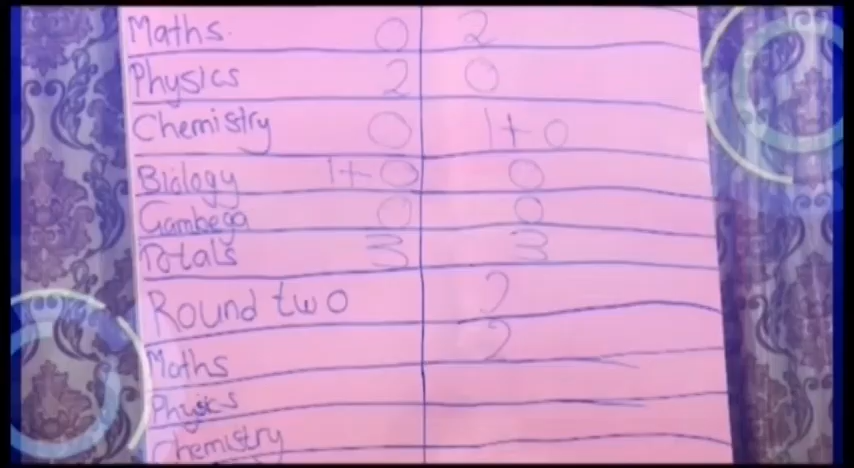 Maths. 0 2
Physics 2 0
Chemistry 0 1+0
Biology 1+0 0
Gambega 0 0
Totals 3 3
Round two 2
Maths 2
Physics
Chemistry